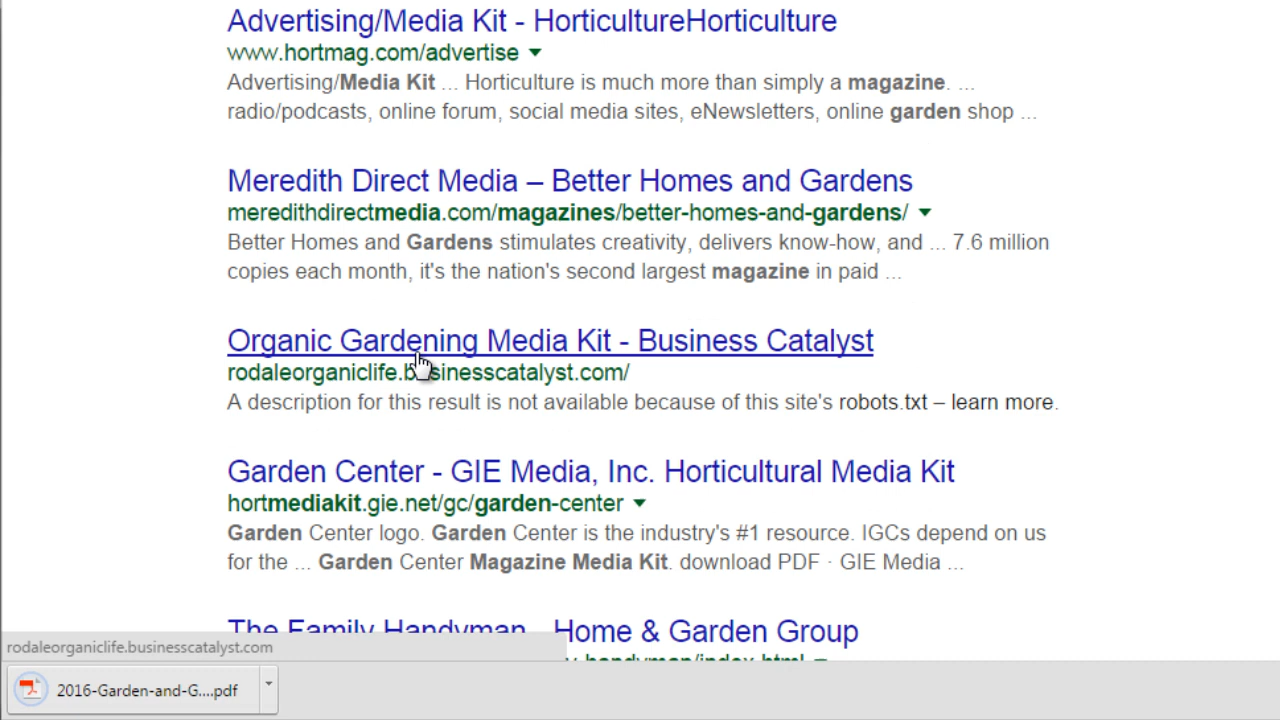 Advertising/Media Kit - HorticultureHorticulture
www.hortmag.com/advertise
Advertising/Media Kit ... Horticulture is much more than simply a magazine. ...
radio/podcasts, online forum, social media sites, eNewsletters, online garden shop ...
Meredith Direct Media – Better Homes and Gardens
meredithdirectmedia.com/magazines/better-homes-and-gardens/
Better Homes and Gardens stimulates creativity, delivers know-how, and ... 7.6 million
copies each month, it's the nation's second largest magazine in paid ...
Organic Gardening Media Kit - Business Catalyst
rodaleorganiclife.businesscatalyst.com/
A description for this result is not available because of this site's robots.txt – learn more.
Garden Center - GIE Media, Inc. Horticultural Media Kit
hortmediakit.gie.net/gc/garden-center
Garden Center logo. Garden Center is the industry's #1 resource. IGCs depend on us
for the ... Garden Center Magazine Media Kit. download PDF · GIE Media ...
The Family Handyman - Home & Garden Group
y-handyman/index.html
rodaleorganiclife.businesscatalyst.com
2016-Garden-and-G....pdf